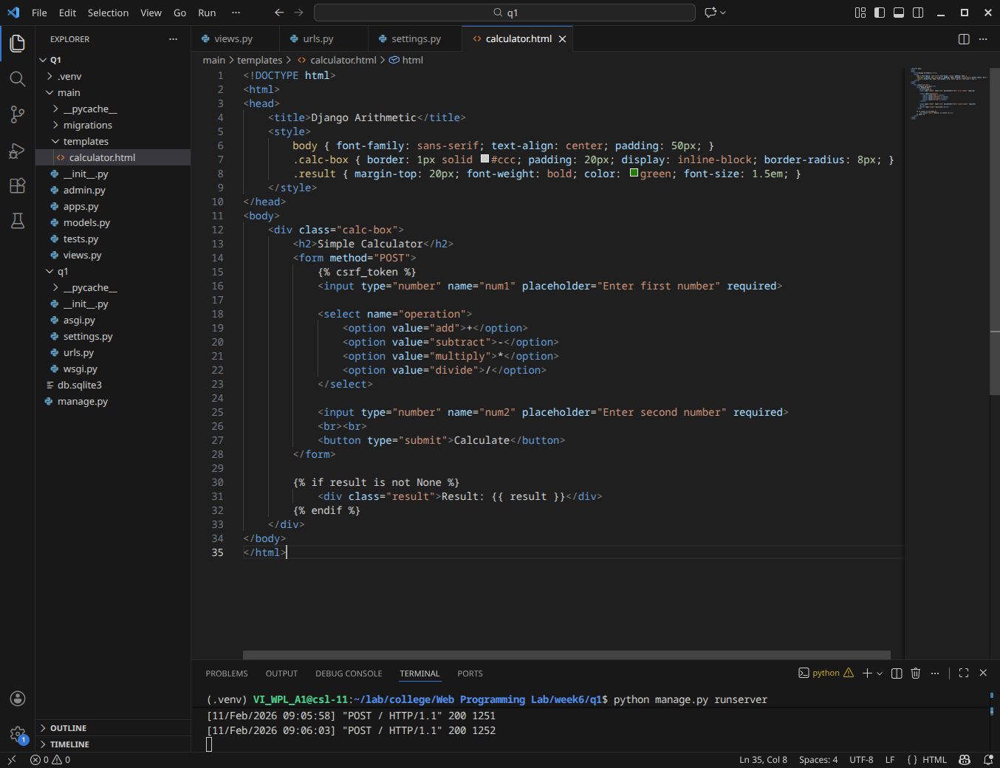 File Edit Selection View Go Run ···
q1
EXPLORER ···
Q1
.venv
main
__pycache__
migrations
templates
calculator.html
__init__.py
admin.py
apps.py
models.py
tests.py
views.py
q1
__pycache__
__init__.py
asgi.py
settings.py
urls.py
wsgi.py
db.sqlite3
manage.py
OUTLINE
TIMELINE
views.py urls.py settings.py calculator.html
main > templates > calculator.html > html
1 <!DOCTYPE html>
2 <html>
3 <head>
4     <title>Django Arithmetic</title>
5     <style>
6         body { font-family: sans-serif; text-align: center; padding: 50px; }
7         .calc-box { border: 1px solid #ccc; padding: 20px; display: inline-block; border-radius: 8px; }
8         .result { margin-top: 20px; font-weight: bold; color: green; font-size: 1.5em; }
9     </style>
10 </head>
11 <body>
12     <div class="calc-box">
13         <h2>Simple Calculator</h2>
14         <form method="POST">
15             {% csrf_token %}
16             <input type="number" name="num1" placeholder="Enter first number" required>
17
18             <select name="operation">
19                 <option value="add">+</option>
20                 <option value="subtract">-</option>
21                 <option value="multiply">*</option>
22                 <option value="divide">/</option>
23             </select>
24
25             <input type="number" name="num2" placeholder="Enter second number" required>
26             <br><br>
27             <button type="submit">Calculate</button>
28         </form>
29
30         {% if result is not None %}
31             <div class="result">Result: {{ result }}</div>
32         {% endif %}
33     </div>
34 </body>
35 </html>
PROBLEMS OUTPUT DEBUG CONSOLE TERMINAL PORTS
python
(.venv) VI_WPL_A1@csl-11:~/lab/college/Web Programming Lab/week6/q1$ python manage.py runserver
[11/Feb/2026 09:05:58] "POST / HTTP/1.1" 200 1251
[11/Feb/2026 09:06:03] "POST / HTTP/1.1" 200 1252
1
0 0
Ln 35, Col 8 Spaces: 4 UTF-8 LF { } HTML